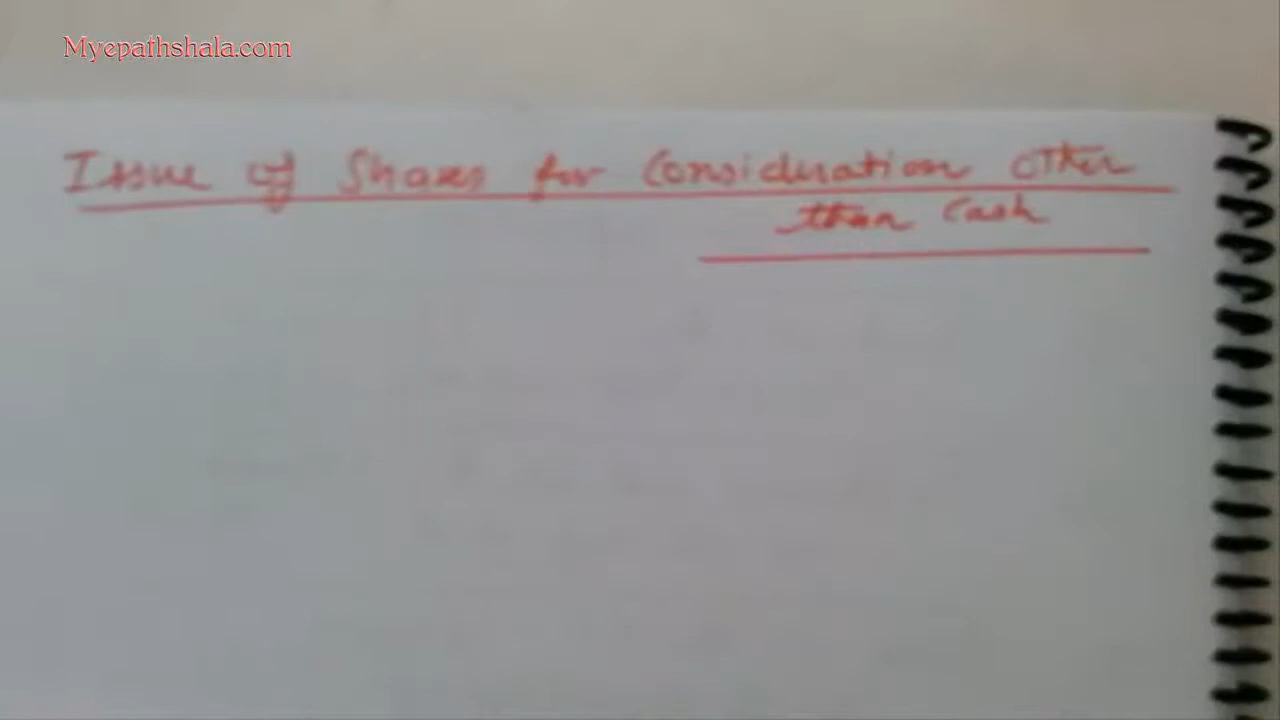 Myepathshala.com
Issue of Shares for Consideration other
than Cash